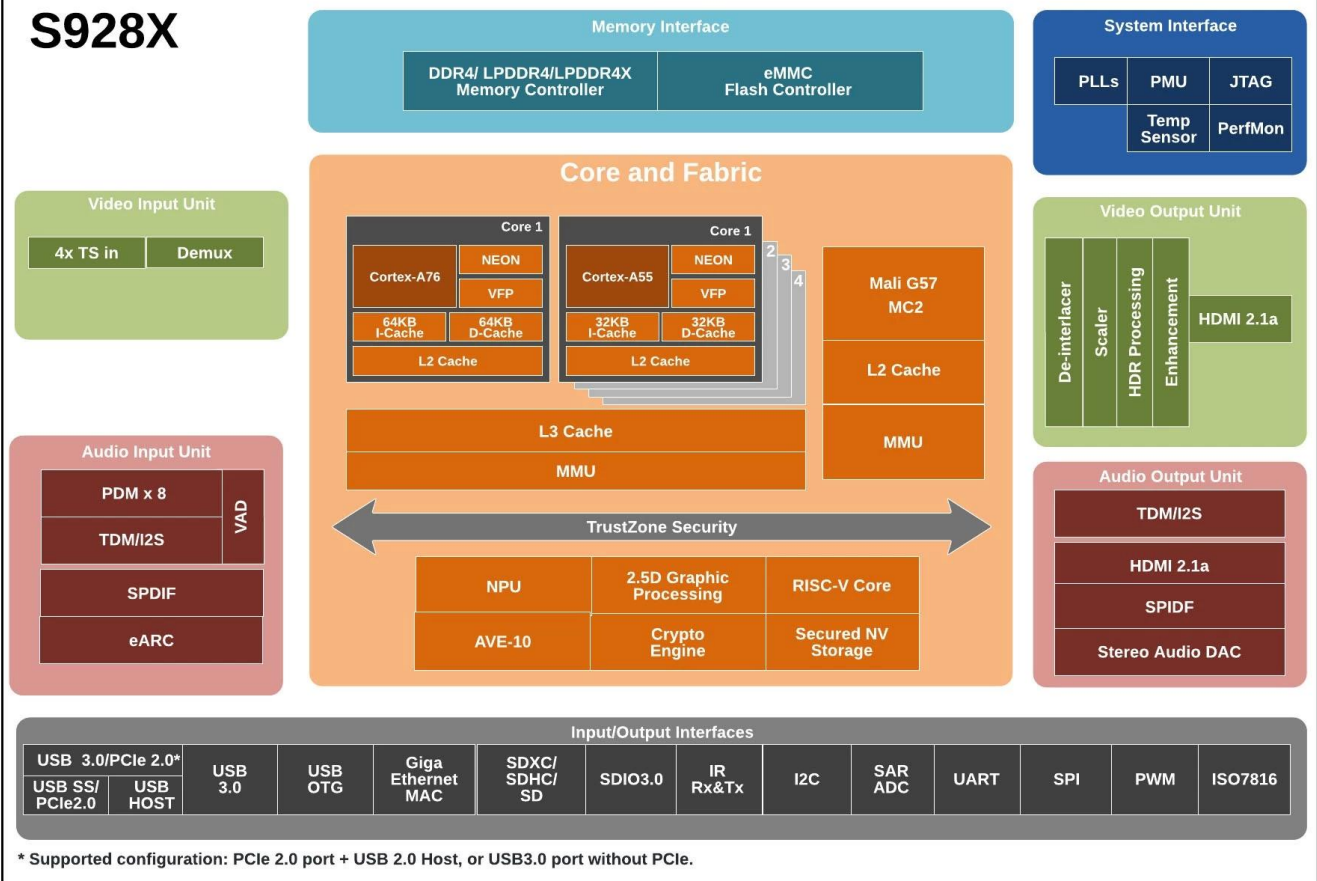 S928X
Memory Interface
DDR4/ LPDDR4/LPDDR4X
Memory Controller
eMMC
Flash Controller
System Interface
PLLs
PMU
JTAG
Temp
Sensor
PerfMon
Video Input Unit
4x TS in
Demux
Core and Fabric
Core 1
Cortex-A76
NEON
VFP
64KB
I-Cache
64KB
D-Cache
L2 Cache
Core 1
Cortex-A55
NEON
VFP
32KB
I-Cache
32KB
D-Cache
L2 Cache
2
3
4
Mali G57
MC2
L2 Cache
MMU
L3 Cache
MMU
TrustZone Security
NPU
2.5D Graphic
Processing
RISC-V Core
AVE-10
Crypto
Engine
Secured NV
Storage
Video Output Unit
De-interlacer
Scaler
HDR Processing
Enhancement
HDMI 2.1a
Audio Input Unit
PDM x 8
TDM/I2S
VAD
SPDIF
eARC
Audio Output Unit
TDM/I2S
HDMI 2.1a
SPIDF
Stereo Audio DAC
Input/Output Interfaces
USB 3.0/PCIe 2.0*
USB SS/
PCIe2.0
USB
HOST
USB
3.0
USB
OTG
Giga
Ethernet
MAC
SDXC/
SDHC/
SD
SDIO3.0
IR
Rx&Tx
I2C
SAR
ADC
UART
SPI
PWM
ISO7816
* Supported configuration: PCIe 2.0 port + USB 2.0 Host, or USB3.0 port without PCIe.